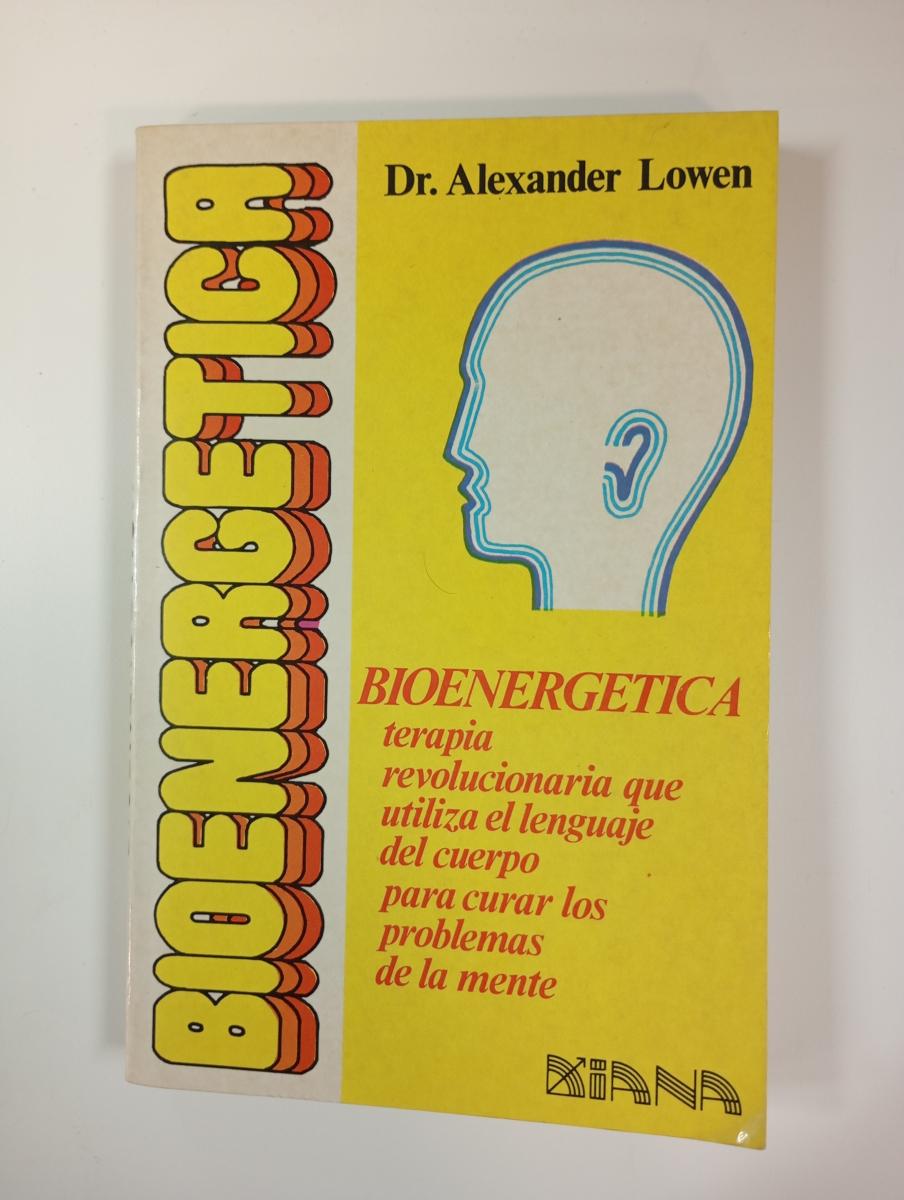 BIOENERGETICA
Dr. Alexander Lowen
BIOENERGETICA
terapia
revolucionaria que
utiliza el lenguaje
del cuerpo
para curar los
problemas
de la mente
DIANA